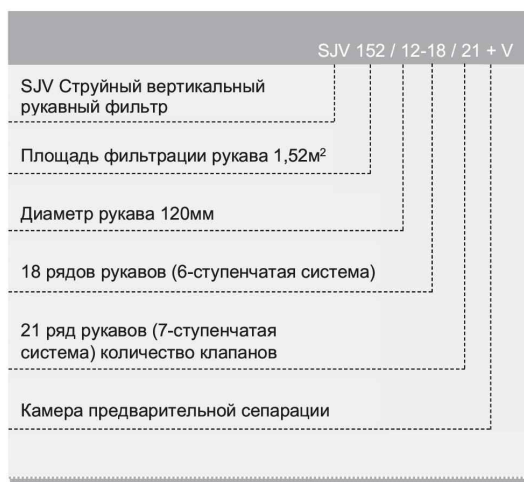 SJV 152 / 12-18 / 21 + V
SJV Струйный вертикальный
рукавный фильтр
Площадь фильтрации рукава 1,52м²
Диаметр рукава 120мм
18 рядов рукавов (6-ступенчатая система)
21 ряд рукавов (7-ступенчатая
система) количество клапанов
Камера предварительной сепарации